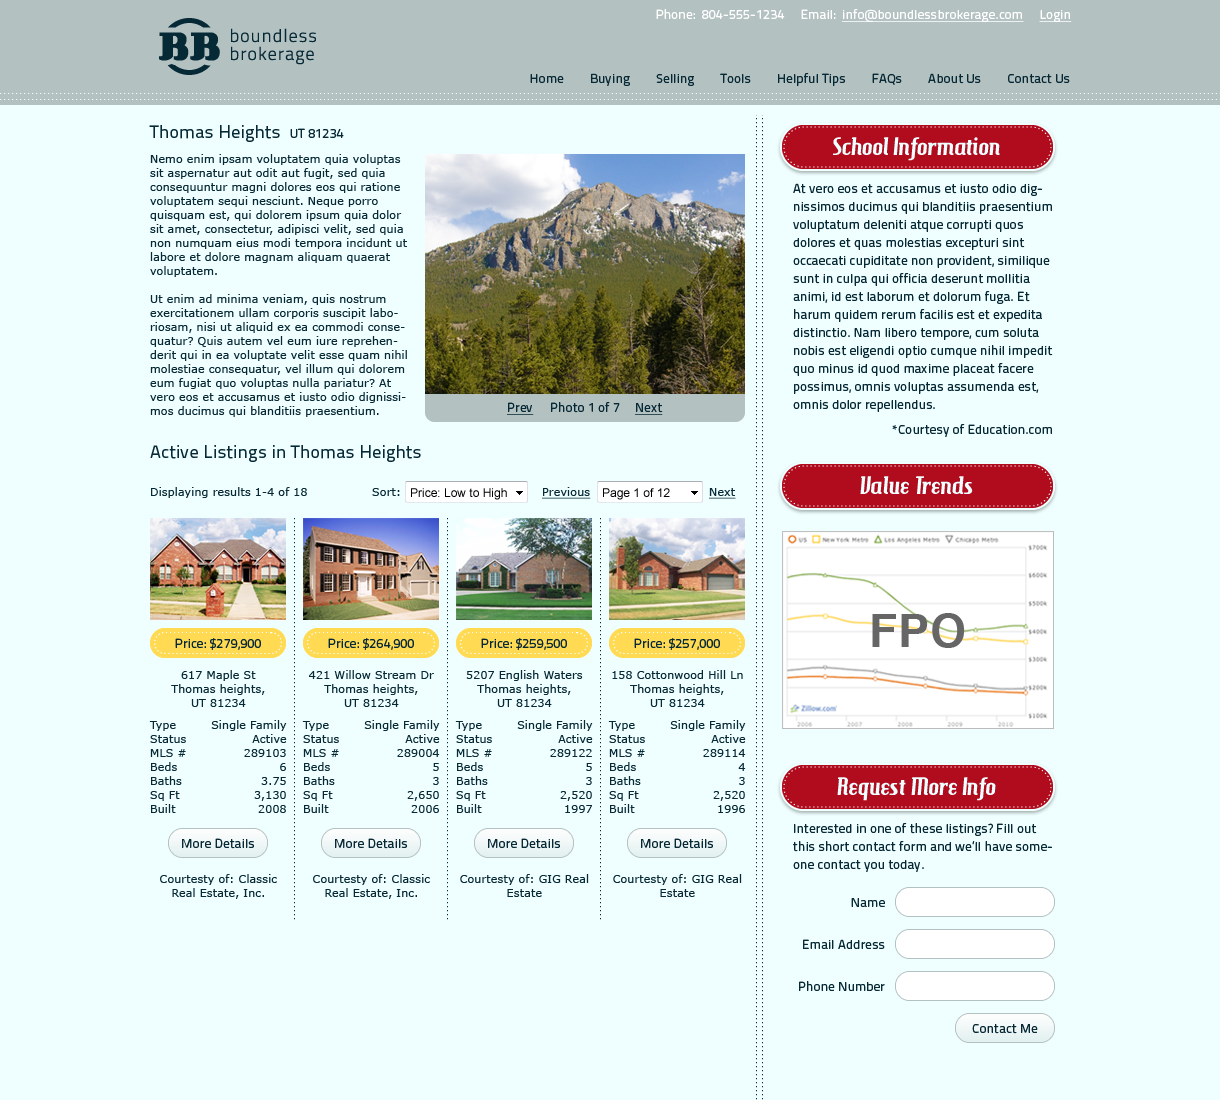 Phone: 804-555-1234 Email: info@boundlessbrokerage.com Login
BB boundless
brokerage
Home Buying Selling Tools Helpful Tips FAQs About Us Contact Us
Thomas Heights UT 81234
Nemo enim ipsam voluptatem quia voluptas
sit aspernatur aut odit aut fugit, sed quia
consequuntur magni dolores eos qui ratione
voluptatem sequi nesciunt. Neque porro
quisquam est, qui dolorem ipsum quia dolor
sit amet, consectetur, adipisci velit, sed quia
non numquam eius modi tempora incidunt ut
labore et dolore magnam aliquam quaerat
voluptatem.
Ut enim ad minima veniam, quis nostrum
exercitationem ullam corporis suscipit labo-
riosam, nisi ut aliquid ex ea commodi conse-
quatur? Quis autem vel eum iure reprehen-
derit qui in ea voluptate velit esse quam nihil
molestiae consequatur, vel illum qui dolorem
eum fugiat quo voluptas nulla pariatur? At
vero eos et accusamus et iusto odio dignissi-
mos ducimus qui blanditiis praesentium.
Prev Photo 1 of 7 Next
Active Listings in Thomas Heights
Displaying results 1-4 of 18 Sort: Price: Low to High Previous Page 1 of 12 Next
Price: $279,900
617 Maple St
Thomas heights,
UT 81234
Type Single Family
Status Active
MLS # 289103
Beds 6
Baths 3.75
Sq Ft 3,130
Built 2008
More Details
Courtesty of: Classic
Real Estate, Inc.
Price: $264,900
421 Willow Stream Dr
Thomas heights,
UT 81234
Type Single Family
Status Active
MLS # 289004
Beds 5
Baths 3
Sq Ft 2,650
Built 2006
More Details
Courtesty of: Classic
Real Estate, Inc.
Price: $259,500
5207 English Waters
Thomas heights,
UT 81234
Type Single Family
Status Active
MLS # 289122
Beds 5
Baths 3
Sq Ft 2,520
Built 1997
More Details
Courtesty of: GIG Real
Estate
Price: $257,000
158 Cottonwood Hill Ln
Thomas heights,
UT 81234
Type Single Family
Status Active
MLS # 289114
Beds 4
Baths 3
Sq Ft 2,520
Built 1996
More Details
Courtesty of: GIG Real
Estate
School Information
At vero eos et accusamus et iusto odio dig-
nissimos ducimus qui blanditiis praesentium
voluptatum deleniti atque corrupti quos
dolores et quas molestias excepturi sint
occaecati cupiditate non provident, similique
sunt in culpa qui officia deserunt mollitia
animi, id est laborum et dolorum fuga. Et
harum quidem rerum facilis est et expedita
distinctio. Nam libero tempore, cum soluta
nobis est eligendi optio cumque nihil impedit
quo minus id quod maxime placeat facere
possimus, omnis voluptas assumenda est,
omnis dolor repellendus.
*Courtesy of Education.com
Value Trends
US New York Metro Los Angeles Metro Chicago Metro
$700k
$600k
$500k
$400k
$300k
$200k
$100k
FPO
Zillow.com
2006 2007 2008 2009 2010
Request More Info
Interested in one of these listings? Fill out
this short contact form and we’ll have some-
one contact you today.
Name
Email Address
Phone Number
Contact Me